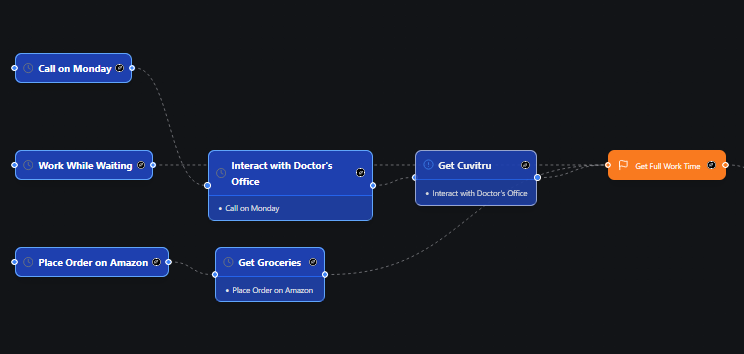 Call on Monday
Work While Waiting
Interact with Doctor's
Office
• Call on Monday
Get Cuvitru
• Interact with Doctor's Office
Get Full Work Time
Place Order on Amazon
Get Groceries
• Place Order on Amazon